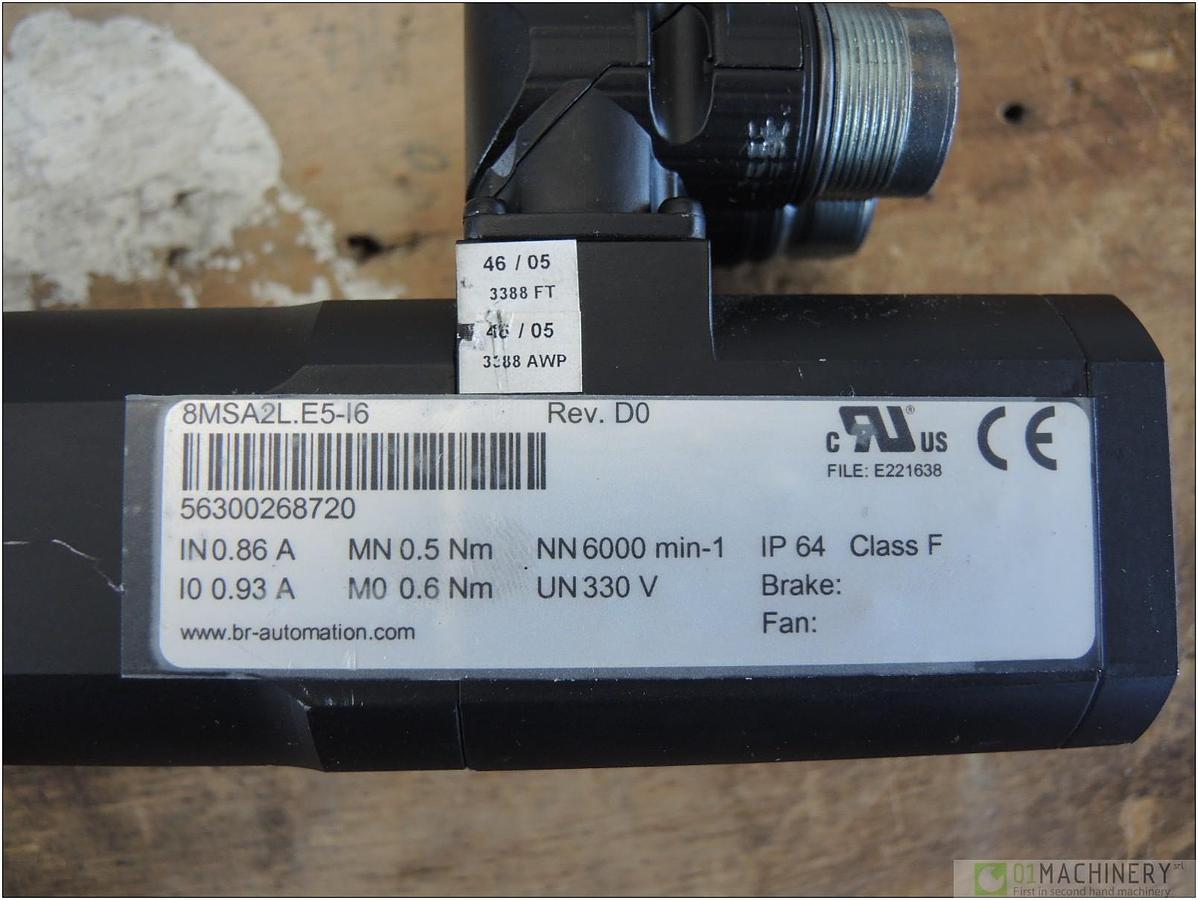 46 / 05
3388 FT
46 / 05
3388 AWP
8MSA2L.E5-I6 Rev. D0
c RU ® US CE
FILE: E221638
56300268720
IN 0.86 A MN 0.5 Nm NN 6000 min-1 IP 64 Class F
I0 0.93 A M0 0.6 Nm UN 330 V Brake:
www.br-automation.com Fan:
01MACHINERY srl
First in second hand machinery